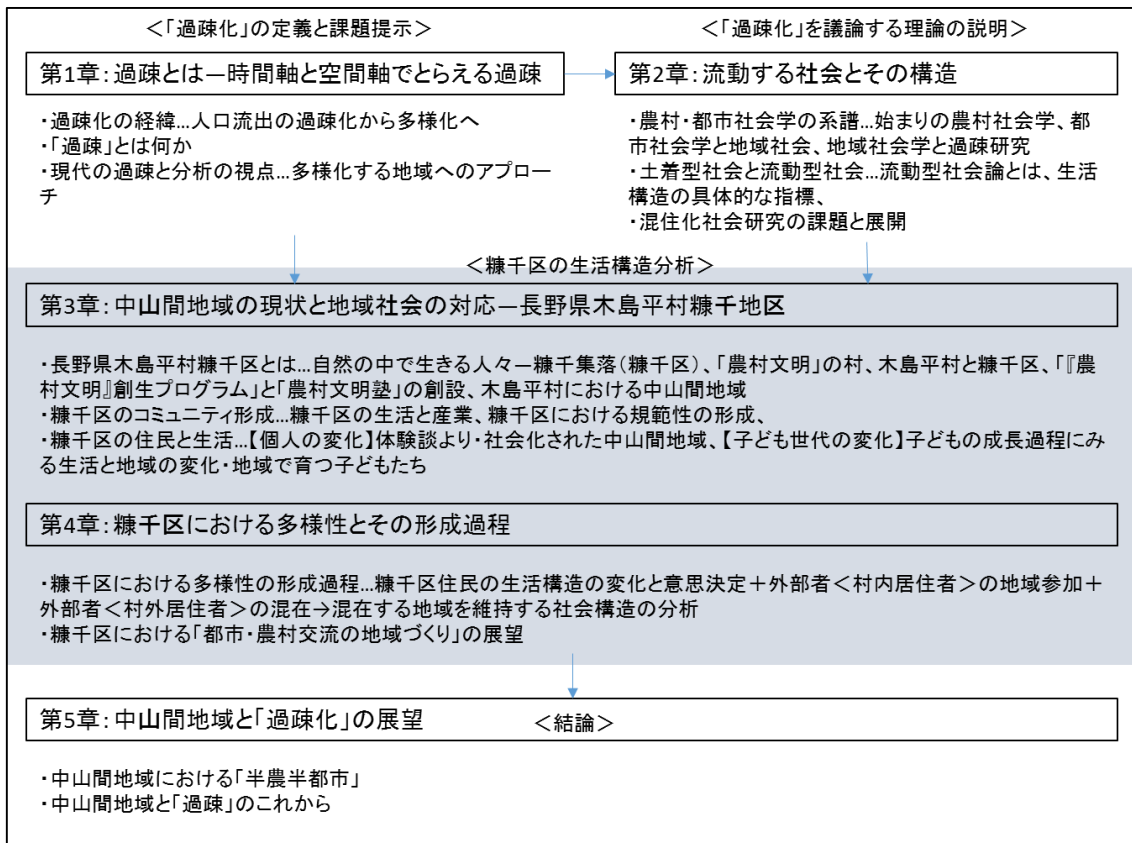 ＜「過疎化」の定義と課題提示＞
第1章：過疎とは―時間軸と空間軸でとらえる過疎
・過疎化の経緯…人口流出の過疎化から多様化へ
・「過疎」とは何か
・現代の過疎と分析の視点…多様化する地域へのアプロー
チ
＜「過疎化」を議論する理論の説明＞
第2章：流動する社会とその構造
・農村・都市社会学の系譜…始まりの農村社会学、都
市社会学と地域社会、地域社会学と過疎研究
・土着型社会と流動型社会…流動型社会論とは、生活
構造の具体的な指標、
・混住化社会研究の課題と展開
＜糠千区の生活構造分析＞
第3章：中山間地域の現状と地域社会の対応―長野県木島平村糠千地区
・長野県木島平村糠千区とは…自然の中で生きる人々―糠千集落（糠千区）、「農村文明」の村、木島平村と糠千区、「『農
村文明』創生プログラム」と「農村文明塾」の創設、木島平村における中山間地域
・糠千区のコミュニティ形成…糠千区の生活と産業、糠千区における規範性の形成、
・糠千区の住民と生活…【個人の変化】体験談より・社会化された中山間地域、【子ども世代の変化】子どもの成長過程にみ
る生活と地域の変化・地域で育つ子どもたち
第4章：糠千区における多様性とその形成過程
・糠千区における多様性の形成過程…糠千区住民の生活構造の変化と意思決定＋外部者＜村内居住者＞の地域参加＋
外部者＜村外居住者＞の混在→混在する地域を維持する社会構造の分析
・糠千区における「都市・農村交流の地域づくり」の展望
第5章：中山間地域と「過疎化」の展望　＜結論＞
・中山間地域における「半農半都市」
・中山間地域と「過疎」のこれから